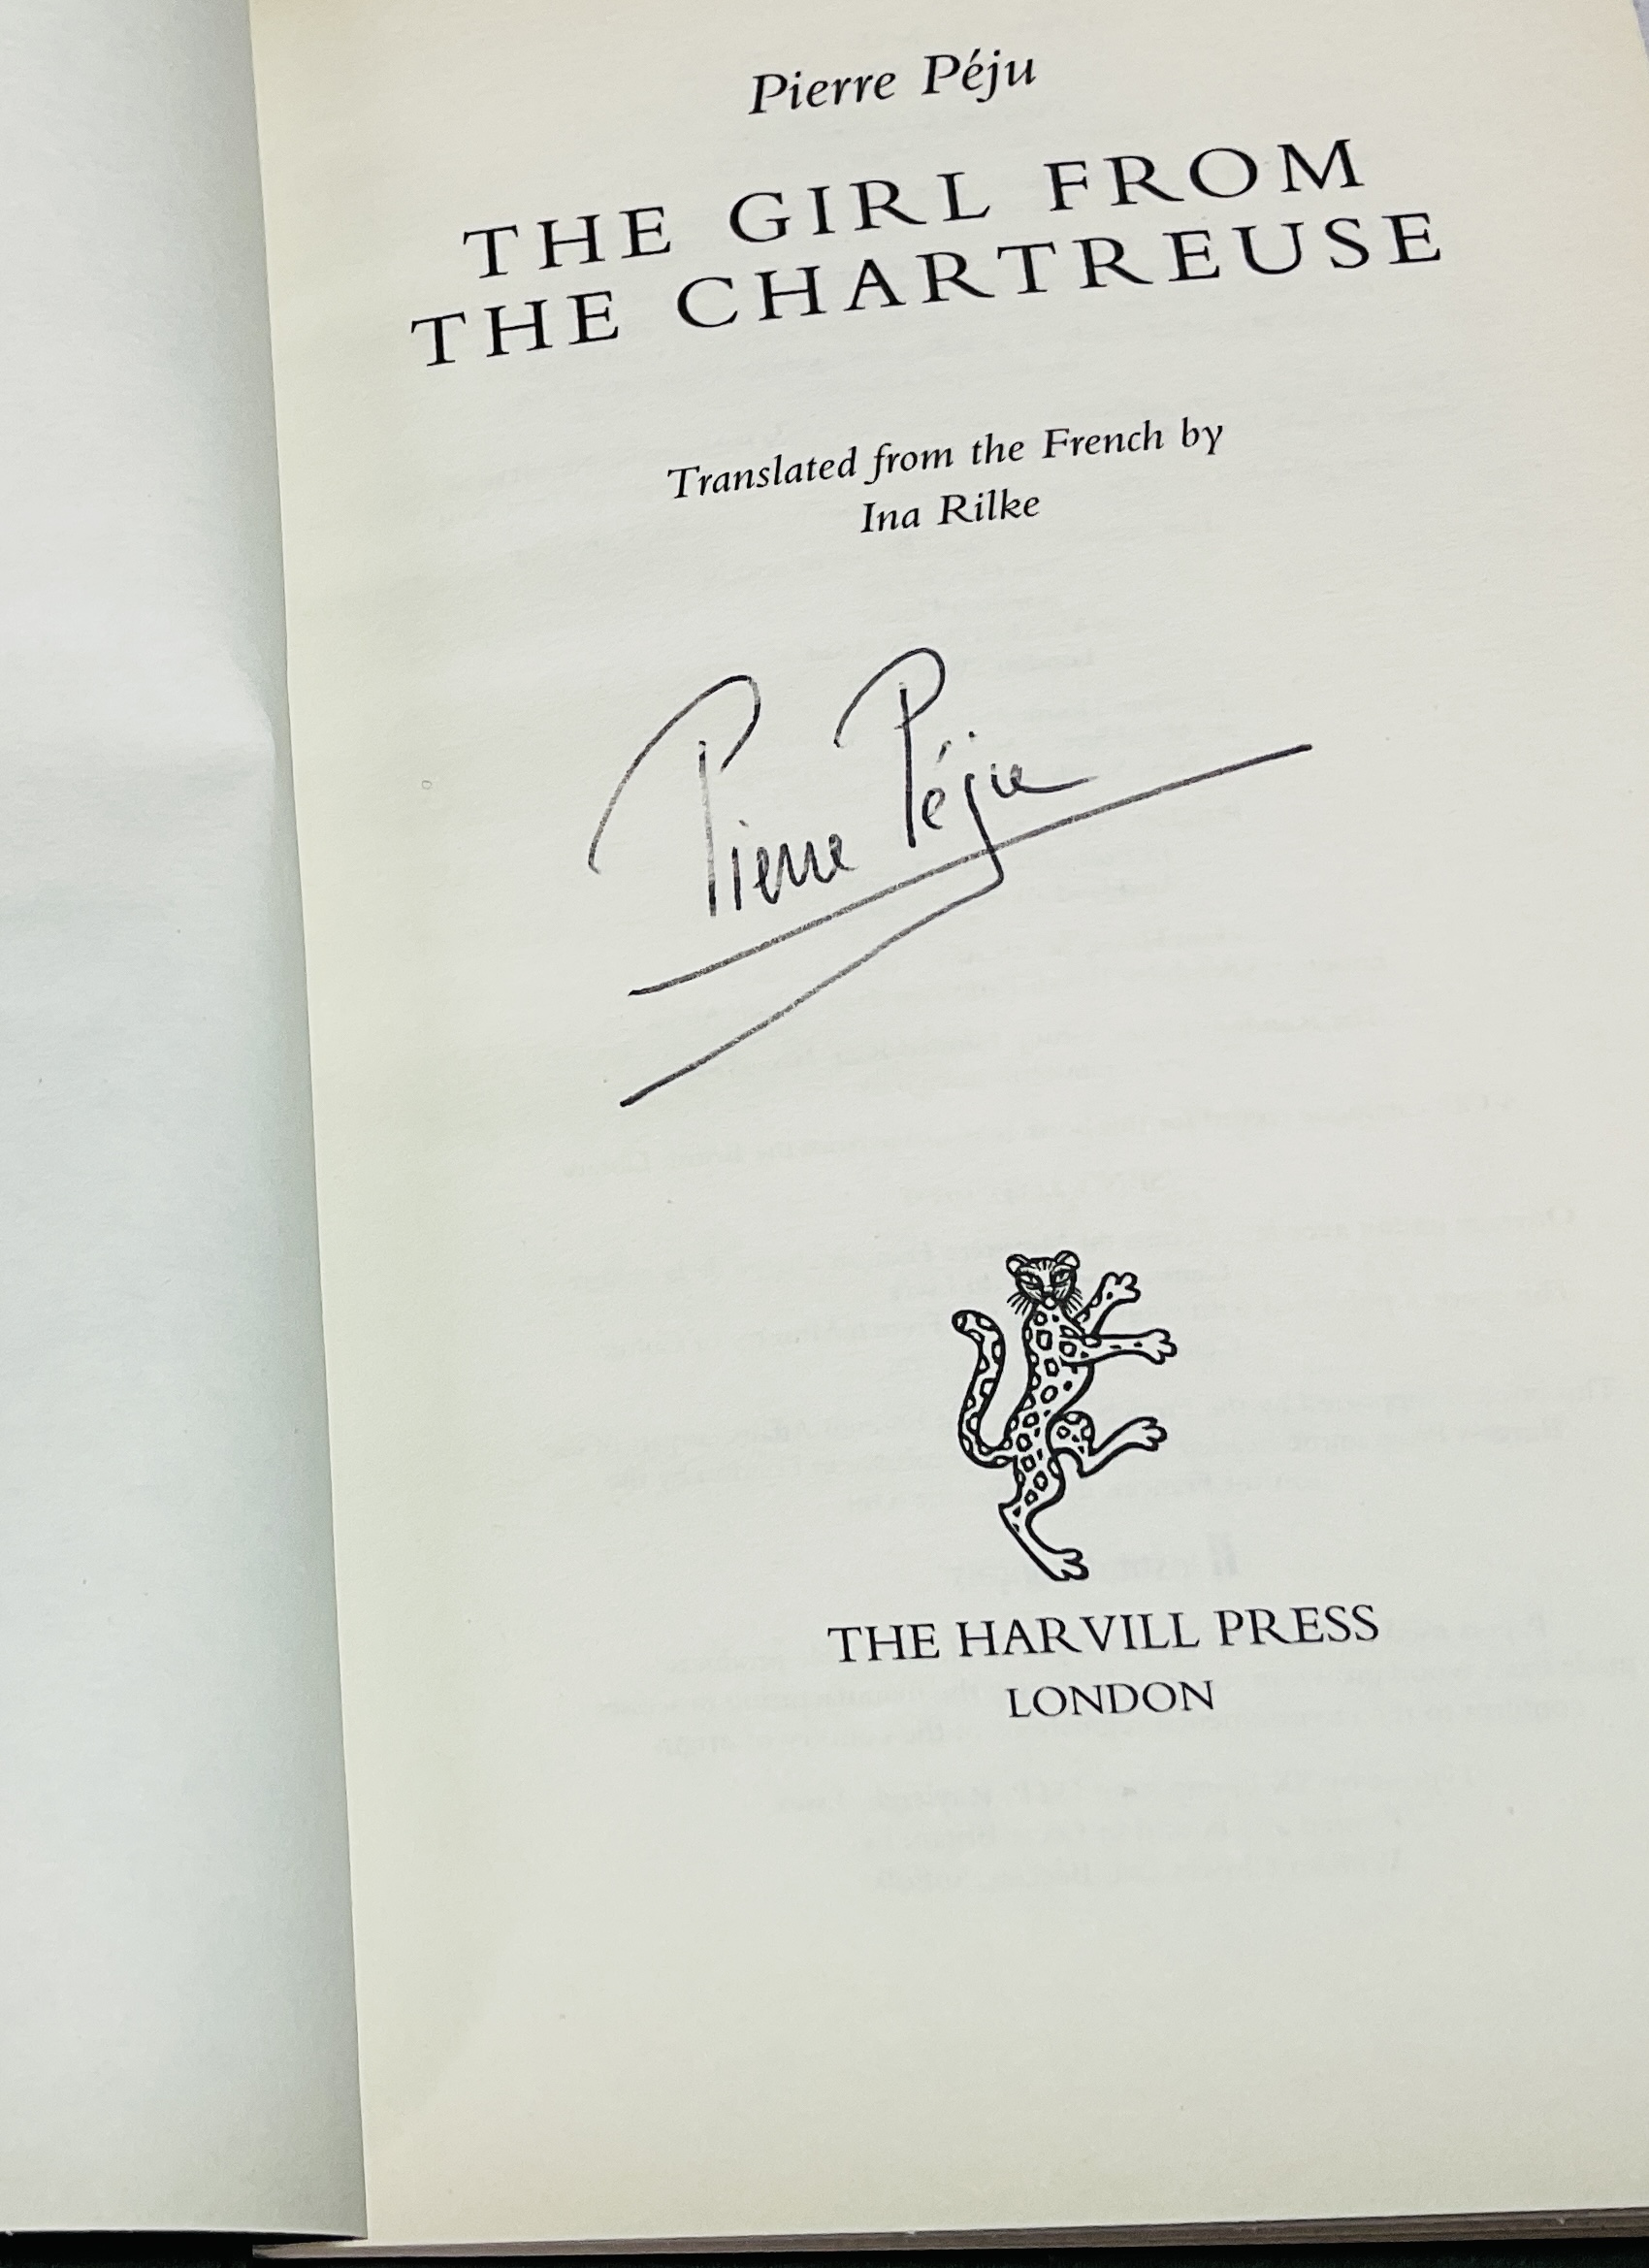 Pierre Péju
THE GIRL FROM
THE CHARTREUSE
Translated from the French by
Ina Rilke
Pierre Péju
THE HARVILL PRESS
LONDON